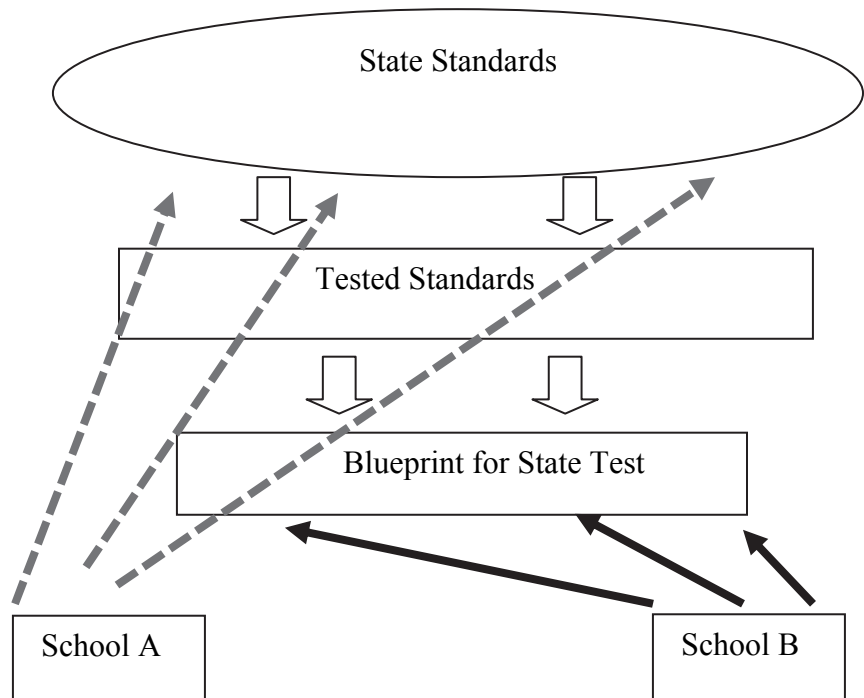 State Standards
Tested Standards
Blueprint for State Test
School A
School B